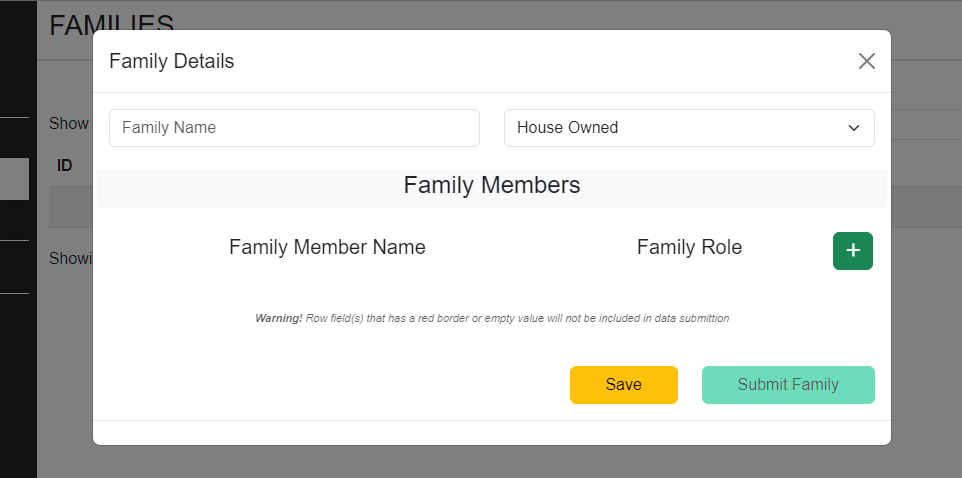 FAMILIES
Family Details
Family Name
House Owned
Show
ID
Family Members
Family Member Name
Family Role
+
Showi
Warning! Row field(s) that has a red border or empty value will not be included in data submittion
Save
Submit Family